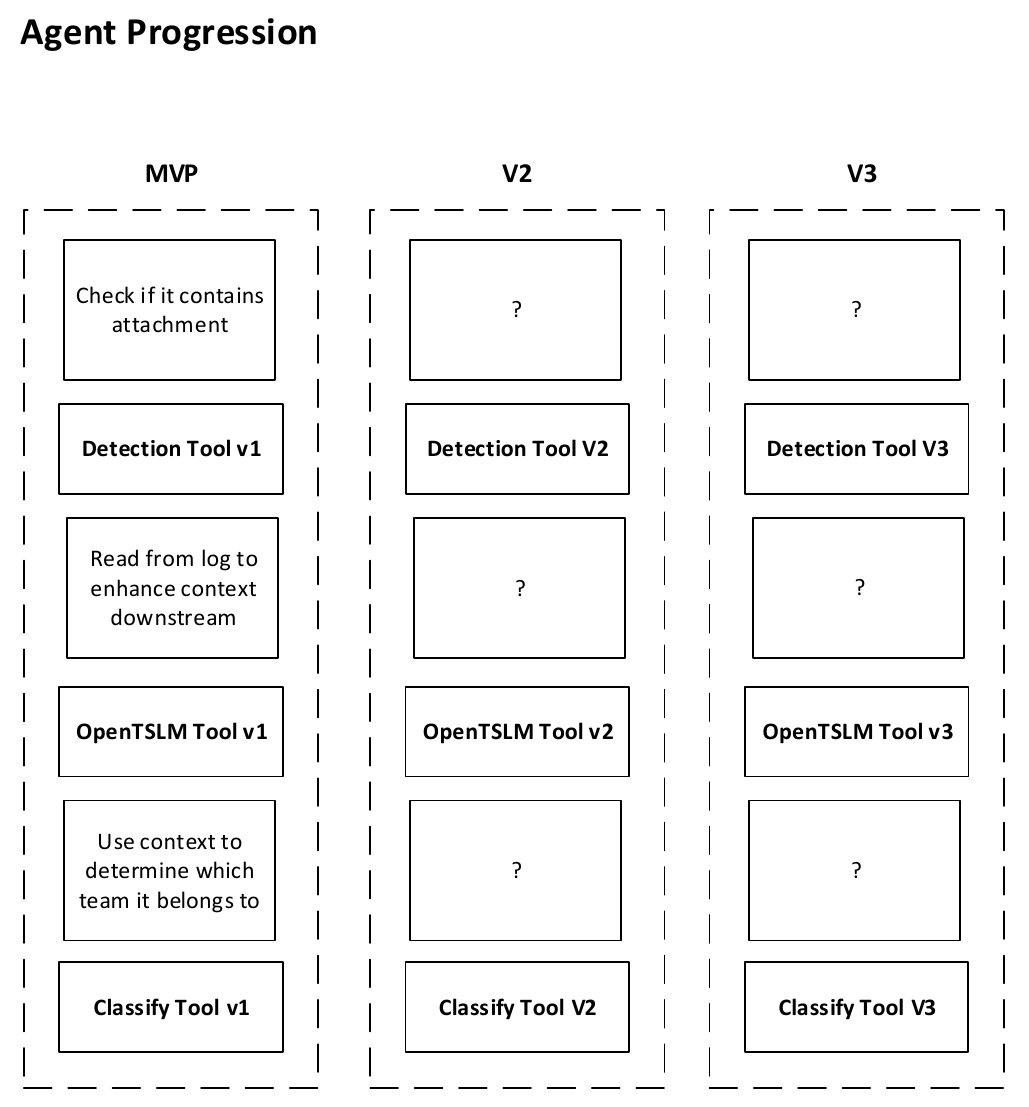 Agent Progression
MVP
Check if it contains
attachment
Detection Tool v1
Read from log to
enhance context
downstream
OpenTSLM Tool v1
Use context to
determine which
team it belongs to
Classify Tool v1
V2
?
Detection Tool V2
?
OpenTSLM Tool v2
?
Classify Tool V2
V3
?
Detection Tool V3
?
OpenTSLM Tool v3
?
Classify Tool V3